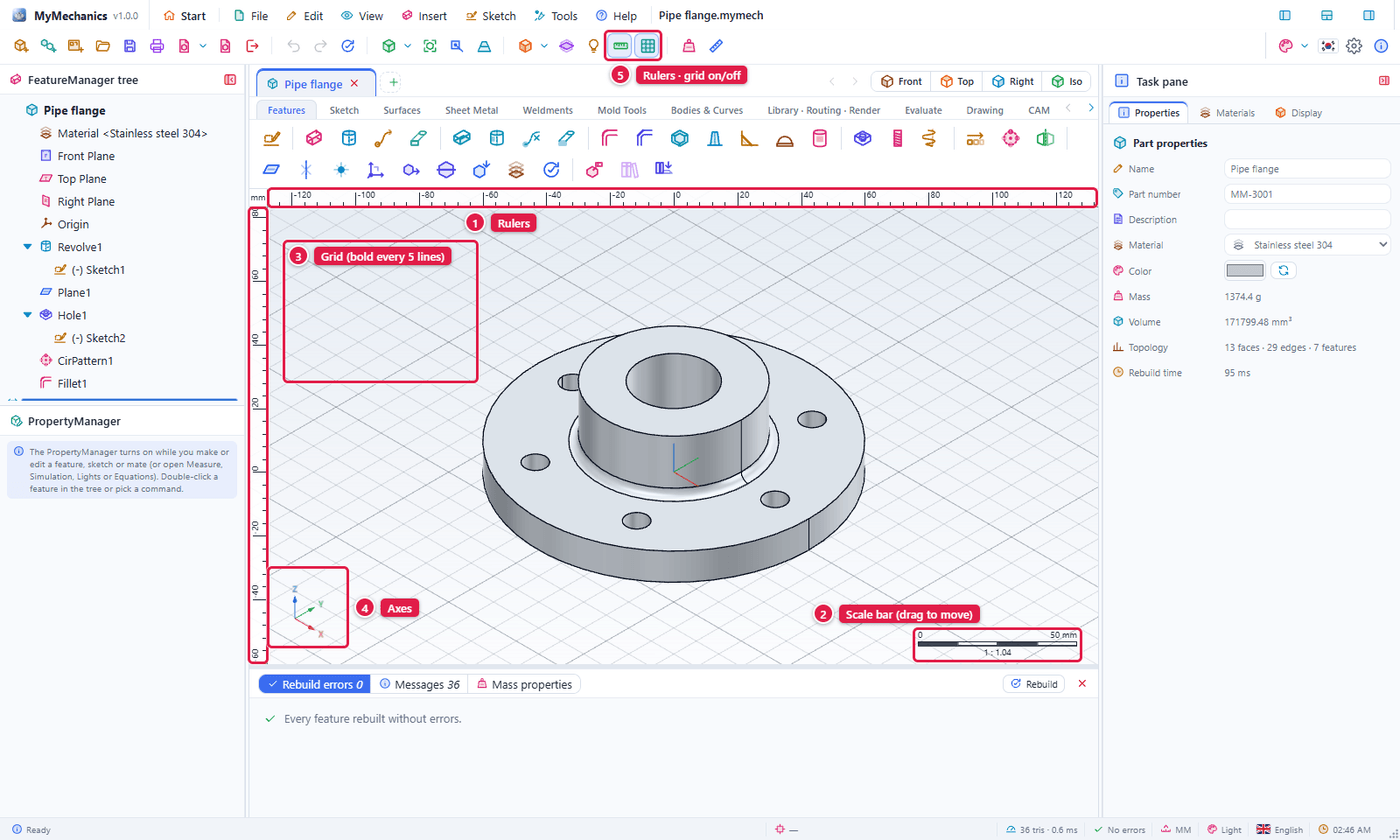 MyMechanics v1.0.0 Start File Edit View Insert Sketch Tools Help Pipe flange.mymech
5 Rulers · grid on/off
FeatureManager tree
Pipe flange
Material <Stainless steel 304>
Front Plane
Top Plane
Right Plane
Origin
Revolve1
(-) Sketch1
Plane1
Hole1
(-) Sketch2
CirPattern1
Fillet1
PropertyManager
The PropertyManager turns on while you make or
edit a feature, sketch or mate (or open Measure,
Simulation, Lights or Equations). Double-click a
feature in the tree or pick a command.
Pipe flange
Front Top Right Iso
Features Sketch Surfaces Sheet Metal Weldments Mold Tools Bodies & Curves Library · Routing · Render Evaluate Drawing CAM
mm -120 -100 -80 -60 -40 -20 0 20 40 60 80 100 120
80
60
40
20
0
-20
-40
60
1 Rulers
3 Grid (bold every 5 lines)
Z
Y
X
4 Axes
2 Scale bar (drag to move)
0 50 mm
1 : 1.04
Rebuild errors 0 Messages 36 Mass properties Rebuild
Every feature rebuilt without errors.
Task pane
Properties Materials Display
Part properties
Name Pipe flange
Part number MM-3001
Description
Material Stainless steel 304
Color
Mass 1374.4 g
Volume 171799.48 mm³
Topology 13 faces · 29 edges · 7 features
Rebuild time 95 ms
Ready
36 tris · 0.6 ms No errors MM Light English 02:46 AM